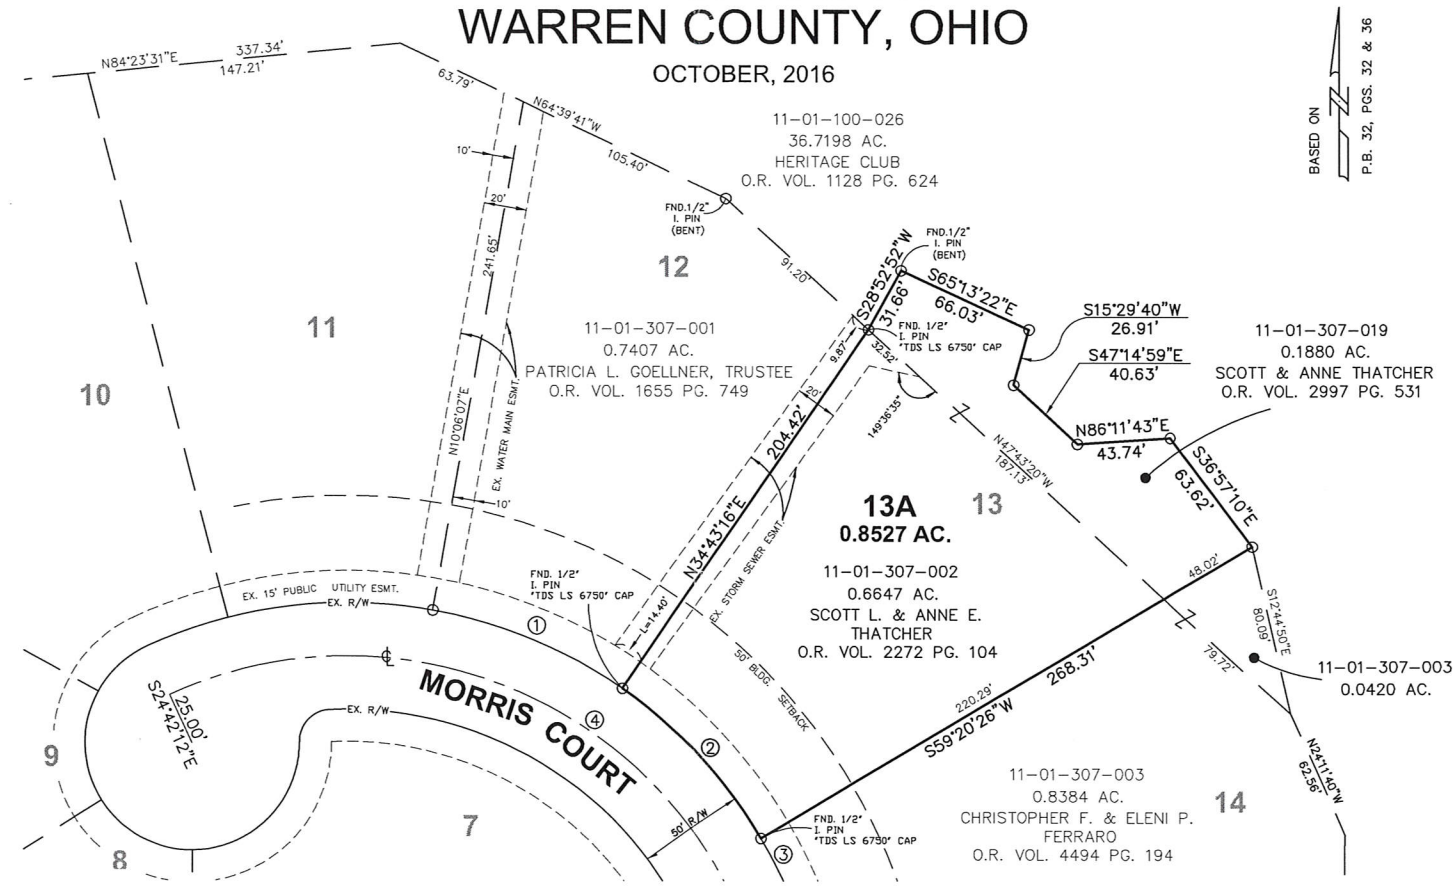 WARREN COUNTY, OHIO
OCTOBER, 2016
BASED ON
P.B. 32, PGS. 32 & 36
N84°23'31"E
337.34'
147.21'
63.79'
N64°39'41"W
105.40'
11-01-100-026
36.7198 AC.
HERITAGE CLUB
O.R. VOL. 1128 PG. 624
10'
20'
241.65'
N10°06'07"E
EX. WATER MAIN ESMT.
10'
FND.1/2"
I. PIN
(BENT)
91.20'
12
11
10
11-01-307-001
0.7407 AC.
PATRICIA L. GOELLNER, TRUSTEE
O.R. VOL. 1655 PG. 749
S28°52'52"W
31.66'
FND.1/2"
I. PIN
(BENT)
S65°13'22"E
66.03'
FND. 1/2"
I. PIN
"TDS LS 6750" CAP
9.87'
32.52'
S15°29'40"W
26.91'
S47°14'59"E
40.63'
11-01-307-019
0.1880 AC.
SCOTT & ANNE THATCHER
O.R. VOL. 2997 PG. 531
N86°11'43"E
43.74'
S36°57'10"E
63.62'
20'
149°36'35"
204.42'
N34°43'16"E
N47°43'20"W
187.13'
13A
0.8527 AC.
13
11-01-307-002
0.6647 AC.
SCOTT L. & ANNE E.
THATCHER
O.R. VOL. 2272 PG. 104
EX. STORM SEWER ESMT.
L=14.40'
FND. 1/2"
I. PIN
"TDS LS 6750" CAP
EX. 15' PUBLIC UTILITY ESMT.
EX. R/W
1
48.02'
S12°44'50"E
80.09'
79.72'
11-01-307-003
0.0420 AC.
50' BLDG. SETBACK
220.29'
268.31'
S59°20'26"W
25.00'
S24°42'12"E
MORRIS COURT
EX. R/W
4
2
50' R/W
9
8
7
FND. 1/2"
I. PIN
"TDS LS 6750" CAP
3
11-01-307-003
0.8384 AC.
CHRISTOPHER F. & ELENI P.
FERRARO
O.R. VOL. 4494 PG. 194
14
N24°11'40"W
62.56'